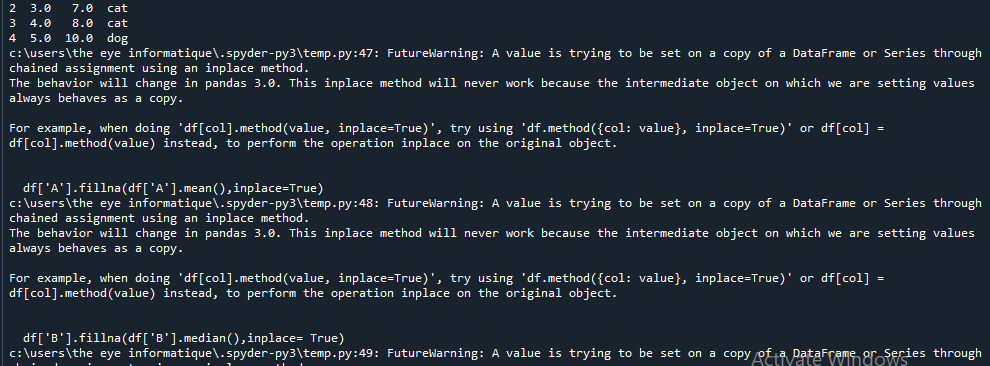 2  3.0   7.0  cat
3  4.0   8.0  cat
4  5.0  10.0  dog
c:\users\the eye informatique\.spyder-py3\temp.py:47: FutureWarning: A value is trying to be set on a copy of a DataFrame or Series through
chained assignment using an inplace method.
The behavior will change in pandas 3.0. This inplace method will never work because the intermediate object on which we are setting values
always behaves as a copy.

For example, when doing 'df[col].method(value, inplace=True)', try using 'df.method({col: value}, inplace=True)' or df[col] =
df[col].method(value) instead, to perform the operation inplace on the original object.

  df['A'].fillna(df['A'].mean(),inplace=True)
c:\users\the eye informatique\.spyder-py3\temp.py:48: FutureWarning: A value is trying to be set on a copy of a DataFrame or Series through
chained assignment using an inplace method.
The behavior will change in pandas 3.0. This inplace method will never work because the intermediate object on which we are setting values
always behaves as a copy.

For example, when doing 'df[col].method(value, inplace=True)', try using 'df.method({col: value}, inplace=True)' or df[col] =
df[col].method(value) instead, to perform the operation inplace on the original object.

  df['B'].fillna(df['B'].median(),inplace= True)
c:\users\the eye informatique\.spyder-py3\temp.py:49: FutureWarning: A value is trying to be set on a copy of a DataFrame or Series through
Activate Windows